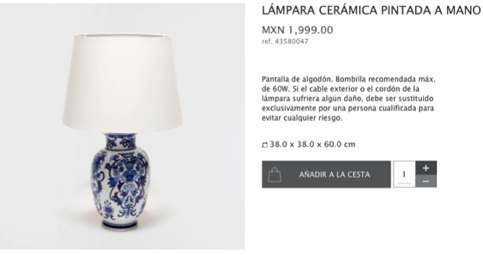 LÁMPARA CERÁMICA PINTADA A MANO
MXN 1,999.00
ref. 43580047
Pantalla de algodón. Bombilla recomendada máx.
de 60W. Si el cable exterior o el cordón de la
lámpara sufriera algún daño, debe ser sustituido
exclusivamente por una persona cualificada para
evitar cualquier riesgo.
38.0 x 38.0 x 60.0 cm
AÑADIR A LA CESTA
1
+
−